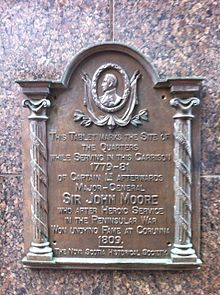 THIS TABLET MARKS THE SITE OF
THE QUARTERS
WHILE SERVING IN THIS GARRISON
1779-81
OF CAPTAIN LT AFTERWARDS
MAJOR-GENERAL
SIR JOHN MOORE
WHO AFTER HEROIC SERVICE
IN THE PENINSULAR WAR
WON UNDYING FAME AT CORUNNA
1809.
THE NOVA SCOTIA HISTORICAL SOCIETY